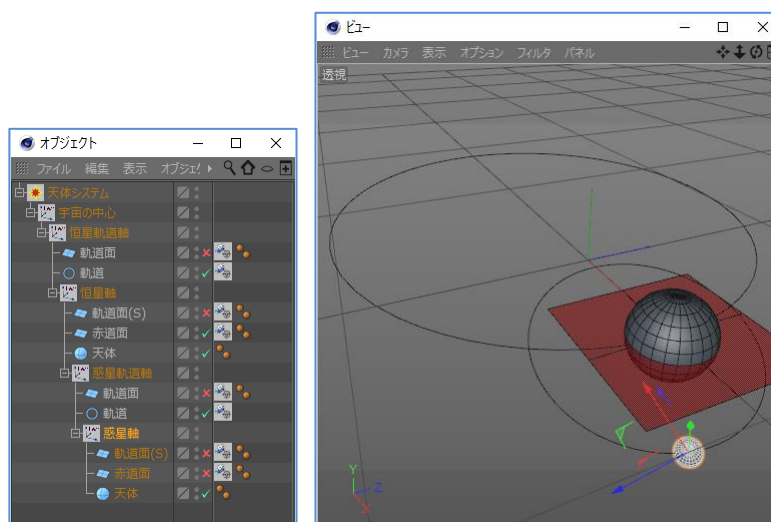 オブジェクト
ファイル 編集 表示 オブジェク
天体システム
宇宙の中心
恒星軌道軸
軌道面
軌道
恒星軸
軌道面(S)
赤道面
天体
惑星軌道軸
軌道面
軌道
惑星軸
軌道面(S)
赤道面
天体
ビュー
ビュー カメラ 表示 オプション フィルタ パネル
透視
Y
Z
X